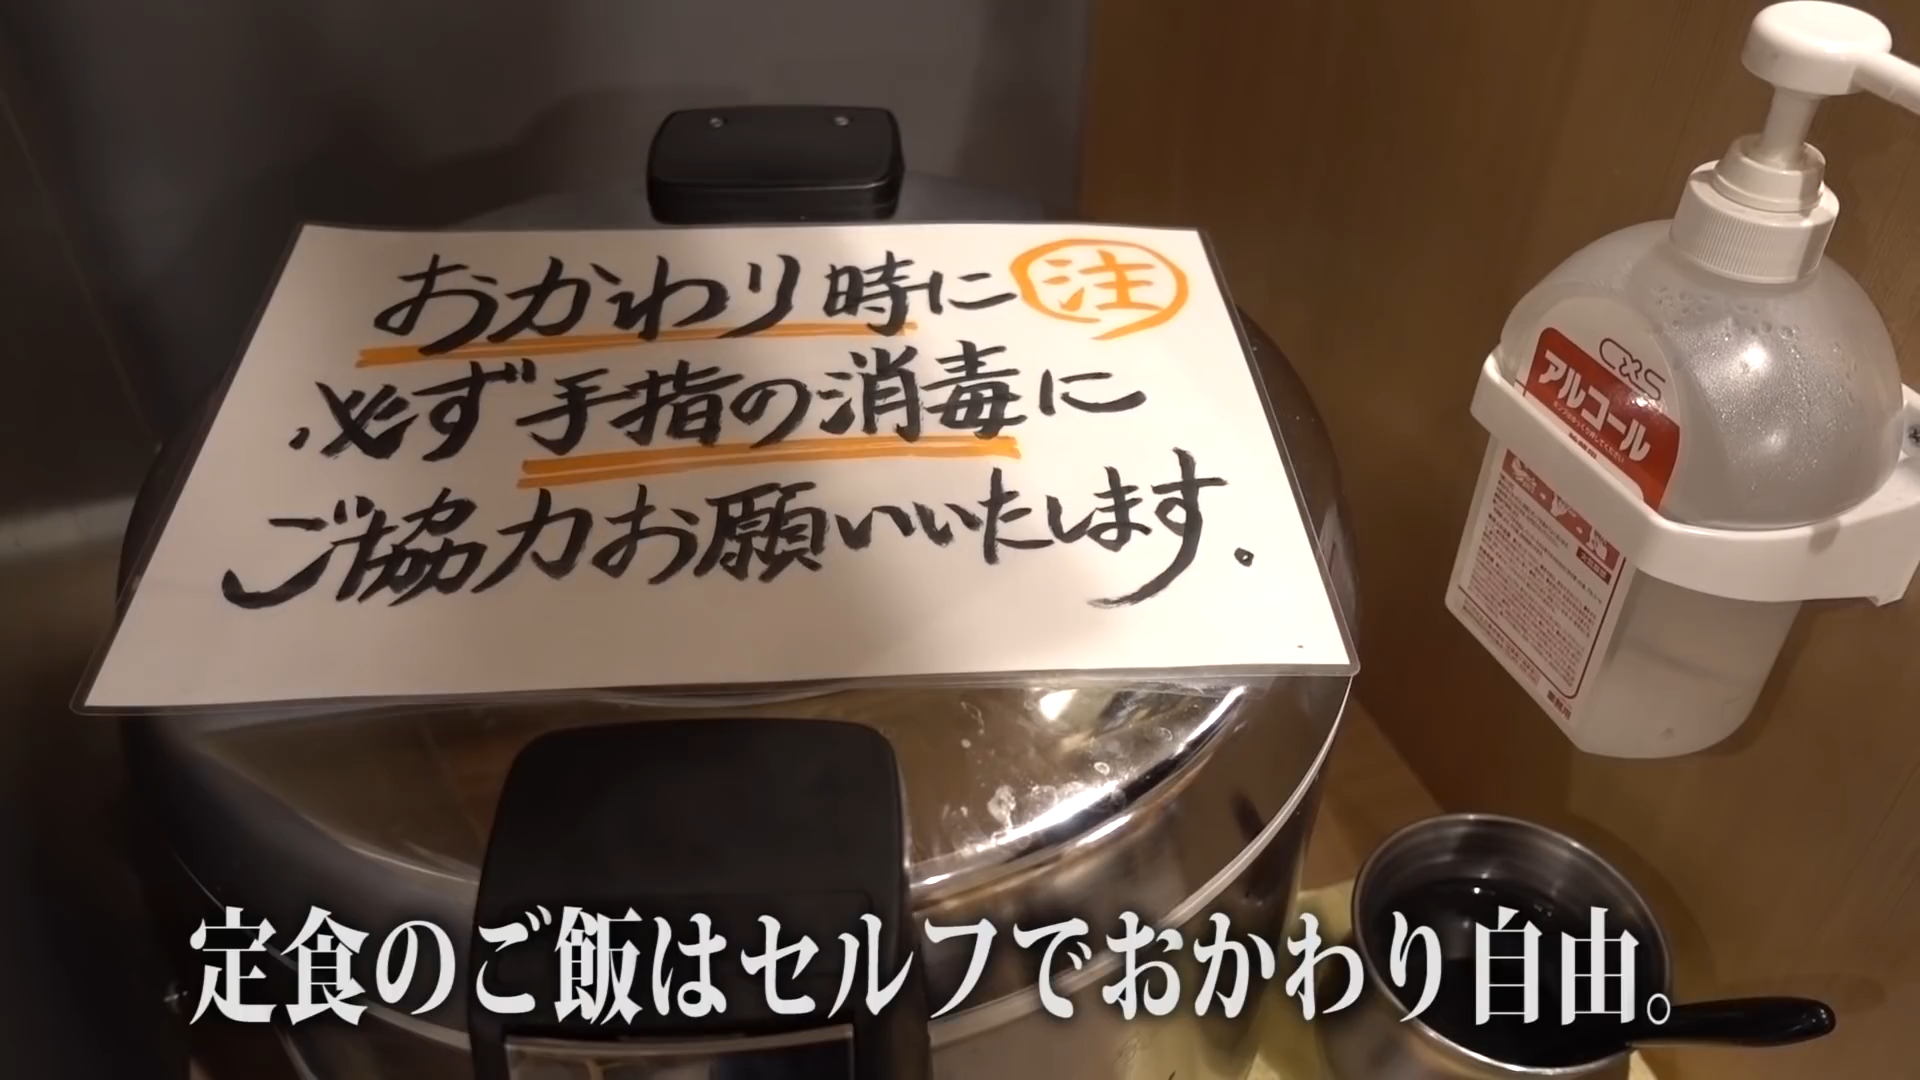 おかわり時に 注
必ず手指の消毒に
ご協力お願いいたします.
CxS
アルコール
定食のご飯はセルフでおかわり自由。